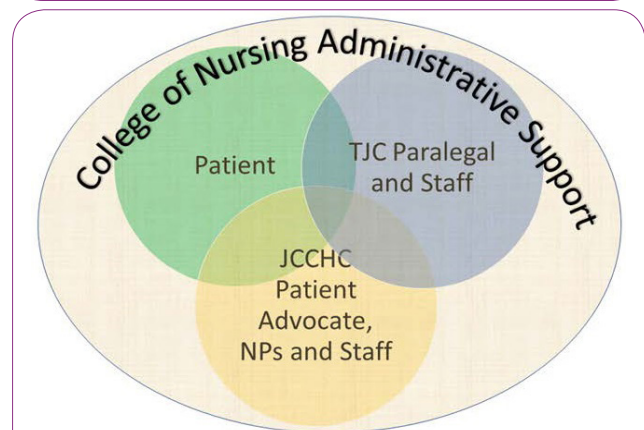 College of Nursing Administrative Support
Patient
TJC Paralegal
and Staff
JCCHC
Patient
Advocate,
NPs and Staff